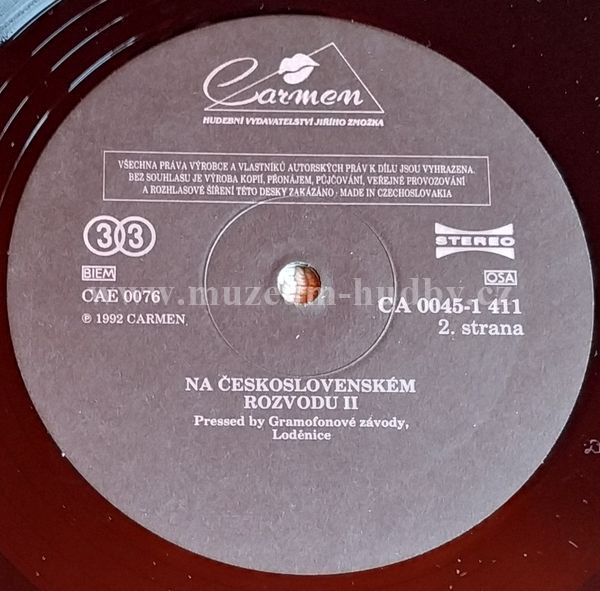 Carmen
HUDEBNÍ VYDAVATELSTVÍ JIŘÍHO ZMOŽKA
VŠECHNA PRÁVA VÝROBCE A VLASTNÍKŮ AUTORSKÝCH PRÁV K DÍLU JSOU VYHRAZENA.
BEZ SOUHLASU JE VÝROBA KOPIÍ, PŘONÁJEM, PŮJČOVÁNÍ, VEŘEJNÉ PROVOZOVÁNÍ
A ROZHLASOVÉ ŠÍŘENÍ TÉTO DESKY ZAKÁZÁNO · MADE IN CZECHOSLOVAKIA
33
STEREO
BIEM
OSA
www.muzeum-hudby.cz
CAE 0076
CA 0045-1 411
℗ 1992 CARMEN
2. strana
NA ČESKOSLOVENSKÉM
ROZVODU II
Pressed by Gramofonové závody,
Loděnice